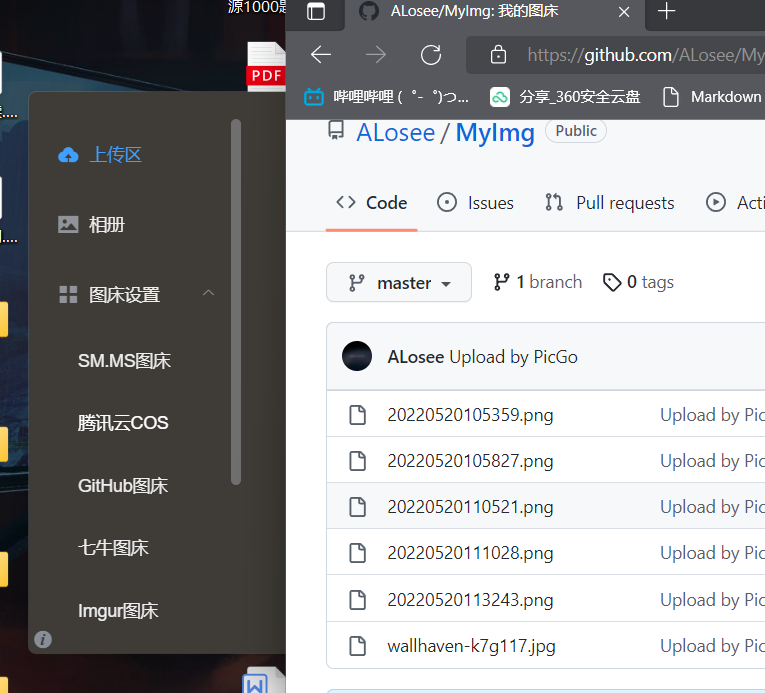 源1000题
PDF
上传区
相册
图床设置
SM.MS图床
腾讯云COS
GitHub图床
七牛图床
Imgur图床
ALosee/MyImg: 我的图床
https://github.com/ALosee/My
哔哩哔哩 (゜-゜)つ...
分享_360安全云盘
Markdown
ALosee / MyImg
Public
Code
Issues
Pull requests
Acti
master
1 branch
0 tags
ALosee Upload by PicGo
20220520105359.png Upload by Pic
20220520105827.png Upload by Pic
20220520110521.png Upload by Pic
20220520111028.png Upload by Pic
20220520113243.png Upload by Pic
wallhaven-k7g117.jpg Upload by Pic